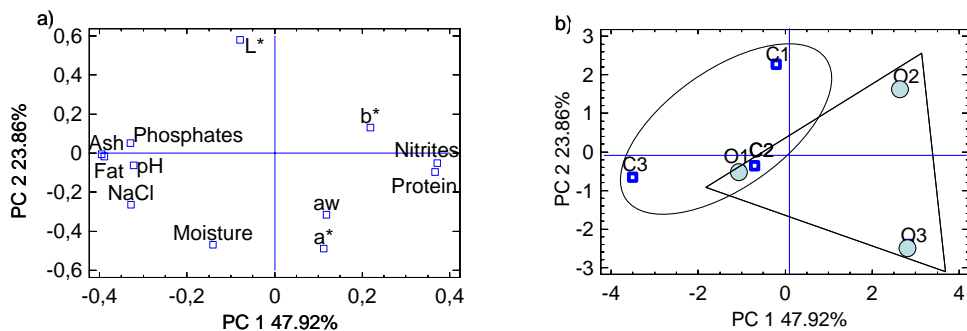 a)
0,6
0,4
0,2
0
-0,2
-0,4
-0,6
PC 2 23.86%
L*
b*
Ash
Phosphates
Nitrites
Fat
pH
Protein
NaCl
aw
Moisture
a*
-0,4
-0,2
0
0,2
0,4
PC 1 47.92%
b)
3
2
1
0
-1
-2
-3
PC 2 23.86%
C1
O2
O1
C2
C3
O3
-4
-2
0
2
4
PC 1 47.92%